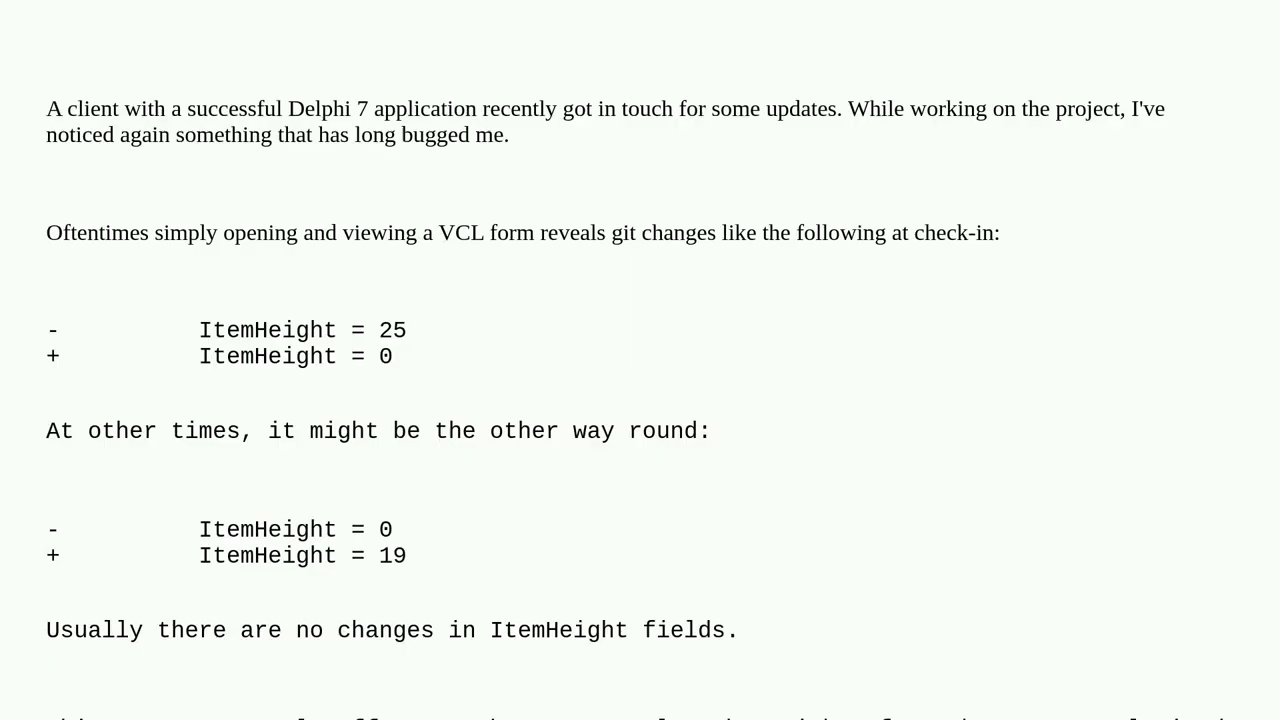 A client with a successful Delphi 7 application recently got in touch for some updates. While working on the project, I've
noticed again something that has long bugged me.
Oftentimes simply opening and viewing a VCL form reveals git changes like the following at check-in:
-          ItemHeight = 25
+          ItemHeight = 0
At other times, it might be the other way round:
-          ItemHeight = 0
+          ItemHeight = 19
Usually there are no changes in ItemHeight fields.